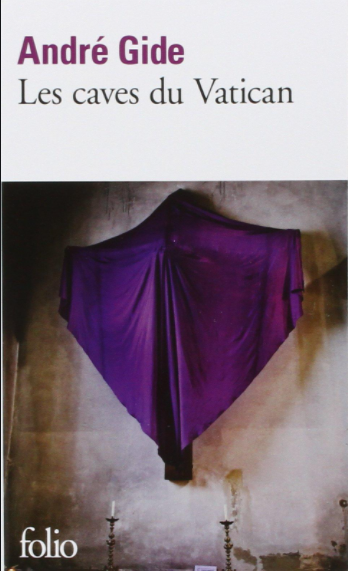 André Gide
Les caves du Vatican
folio